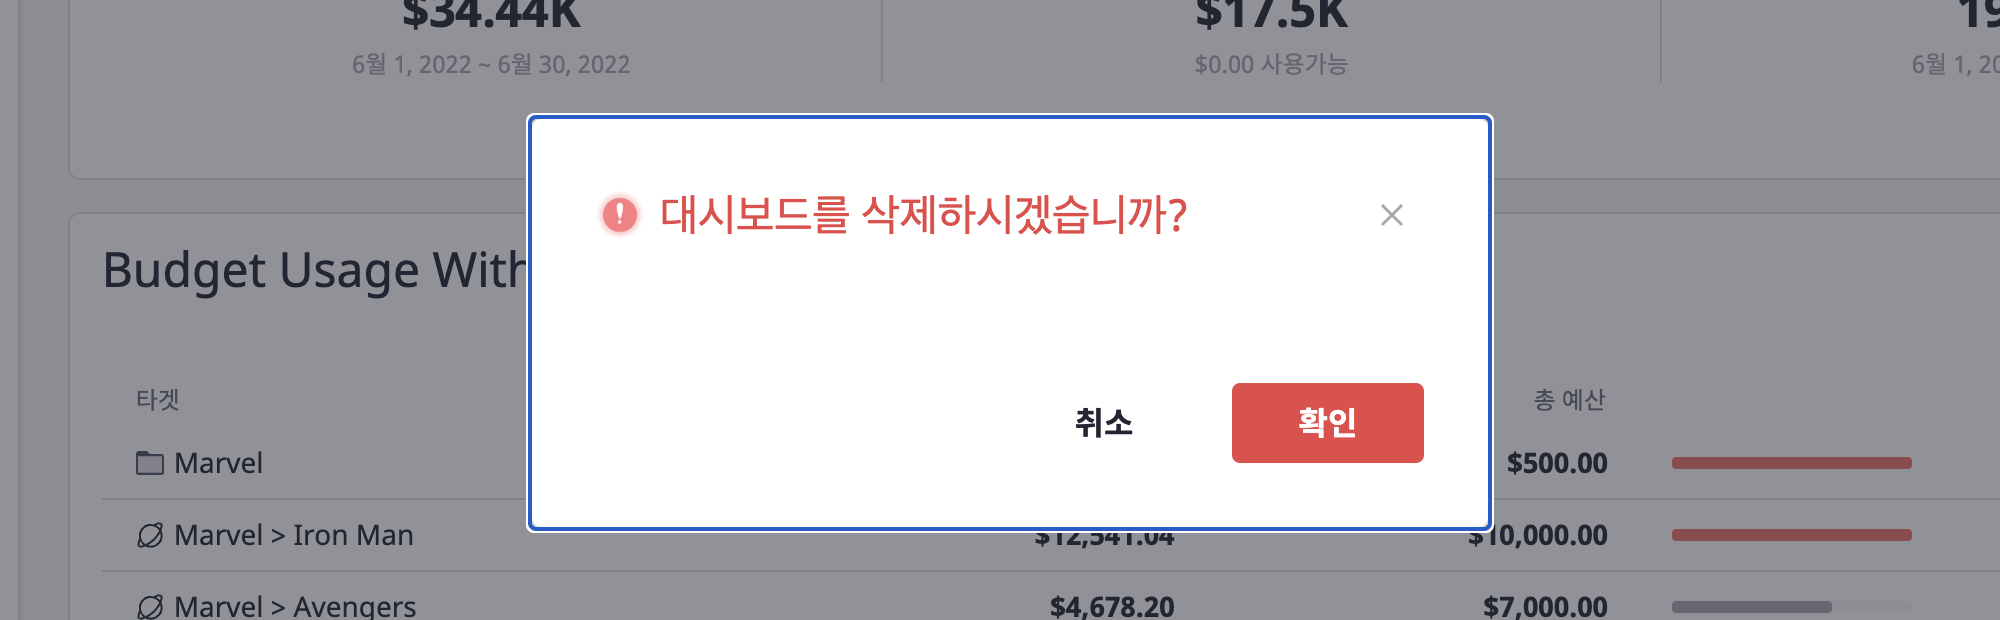 $34.44K
$17.5K
6월 1, 2022 ~ 6월 30, 2022
$0.00 사용가능
6월 1,
대시보드를 삭제하시겠습니까?
Budget Usage With
타겟
총 예산
취소
확인
Marvel
$500.00
Marvel > Iron Man
$12,541.04
$10,000.00
Marvel > Avengers
$4,678.20
$7,000.00